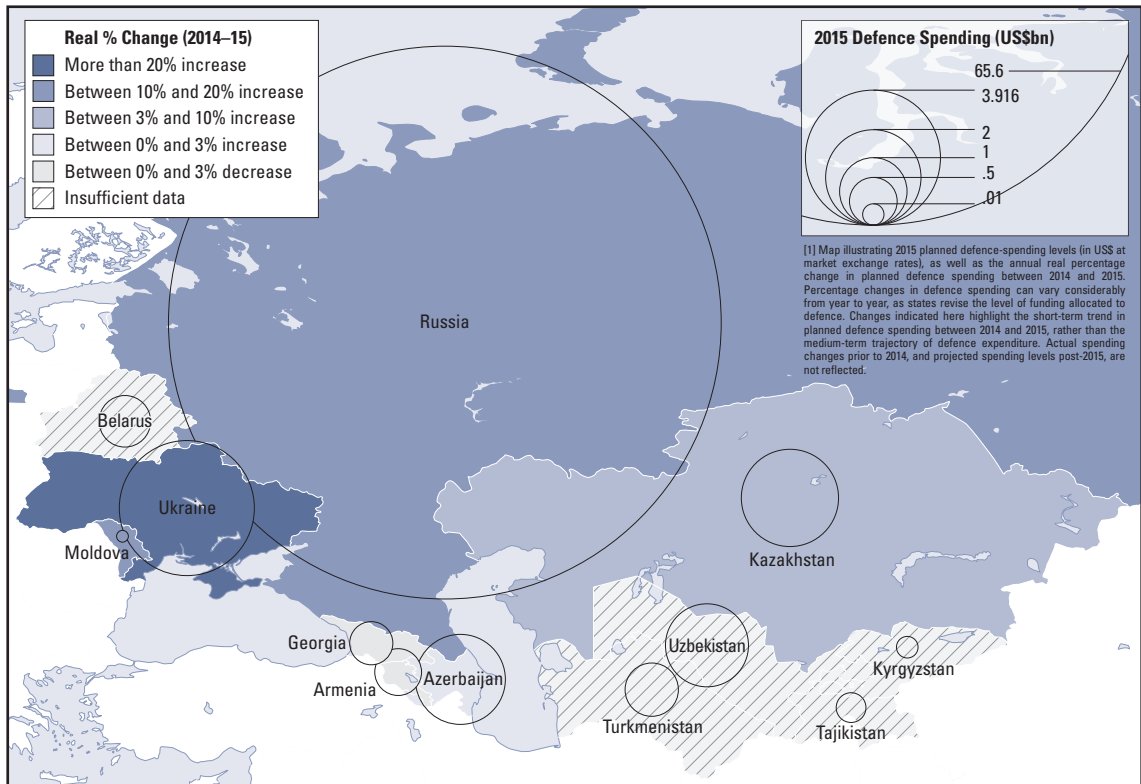 Real % Change (2014–15)
More than 20% increase
Between 10% and 20% increase
Between 3% and 10% increase
Between 0% and 3% increase
Between 0% and 3% decrease
Insufficient data
2015 Defence Spending (US$bn)
65.6
3.916
2
1
.5
.01
[1] Map illustrating 2015 planned defence-spending levels (in US$ at
market exchange rates), as well as the annual real percentage
change in planned defence spending between 2014 and 2015.
Percentage changes in defence spending can vary considerably
from year to year, as states revise the level of funding allocated to
defence. Changes indicated here highlight the short-term trend in
planned defence spending between 2014 and 2015, rather than the
medium-term trajectory of defence expenditure. Actual spending
changes prior to 2014, and projected spending levels post-2015, are
not reflected.
Russia
Belarus
Ukraine
Moldova
Kazakhstan
Georgia
Armenia
Azerbaijan
Uzbekistan
Turkmenistan
Kyrgyzstan
Tajikistan